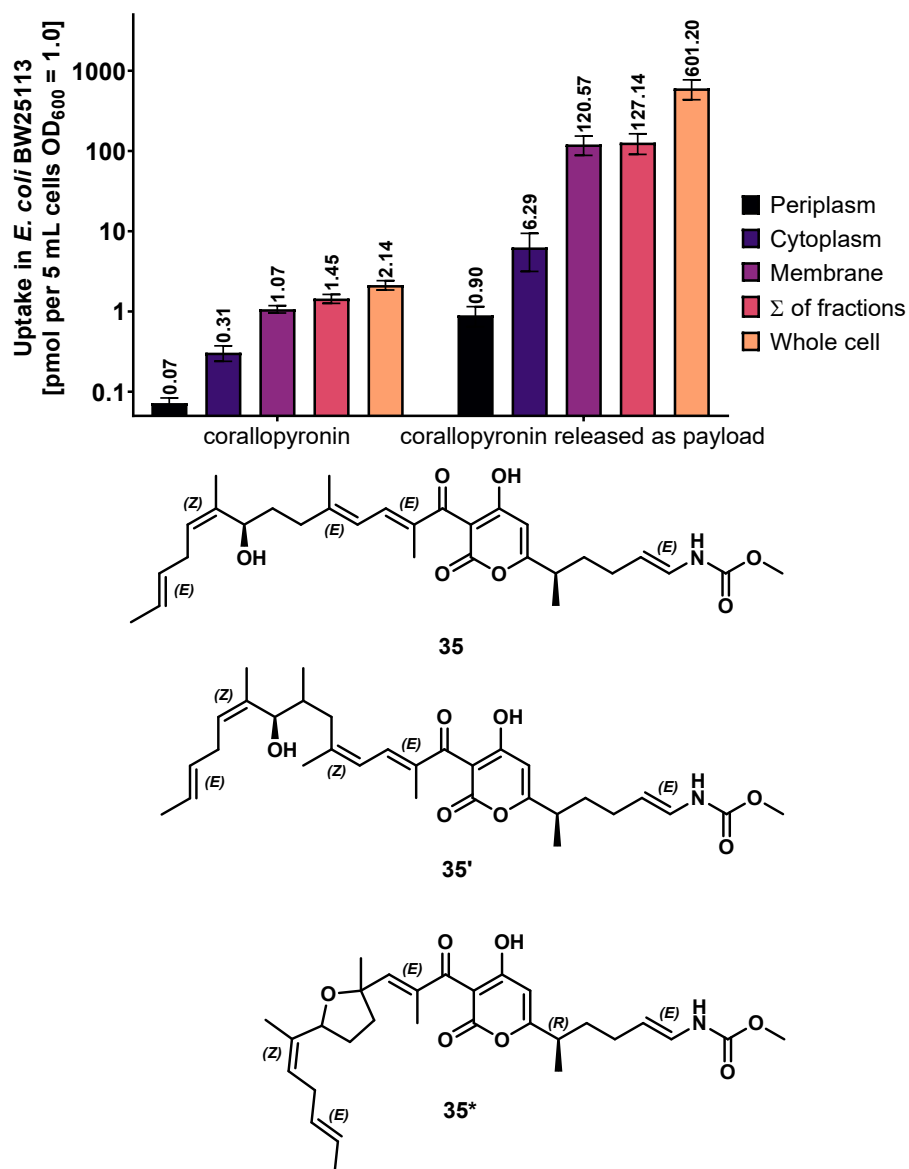 Uptake in E. coli BW25113
[pmol per 5 mL cells OD600 = 1.0]
1000
100
10
1
0.1
0.07
0.31
1.07
1.45
2.14
0.90
6.29
120.57
127.14
601.20
corallopyronin
corallopyronin released as payload
Periplasm
Cytoplasm
Membrane
Σ of fractions
Whole cell
(Z)
(E)
OH
(E)
(E)
O
OH
O
O
(E)
H
N
O
O
35
(Z)
(E)
OH
(Z)
(E)
O
OH
O
O
(E)
H
N
O
O
35'
O
(Z)
(E)
(E)
O
OH
O
O
(R)
(E)
H
N
O
O
35*